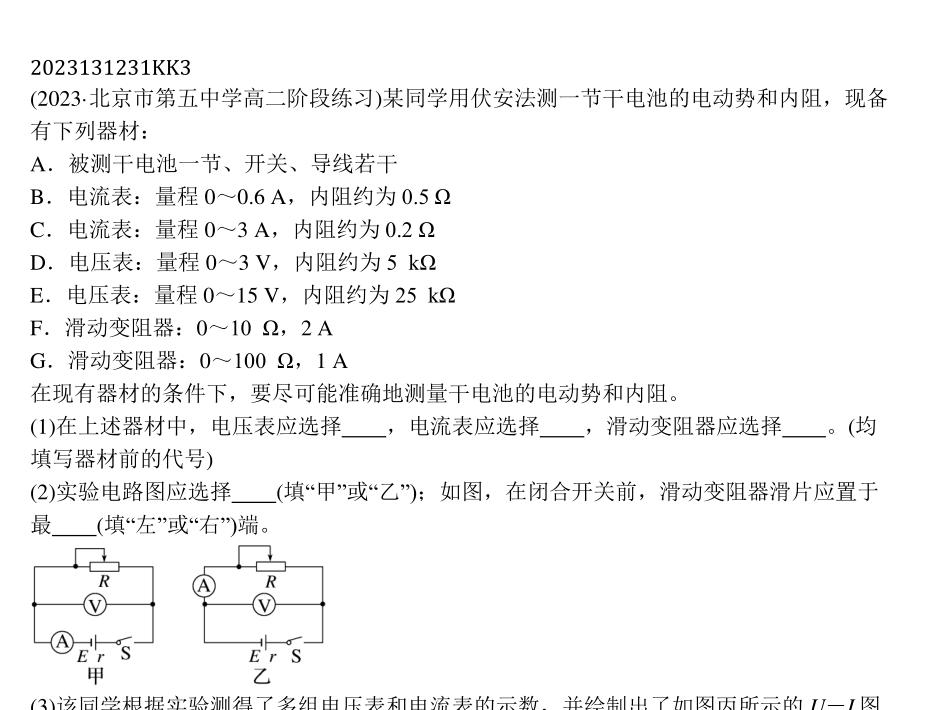 2023131231KK3
(2023·北京市第五中学高二阶段练习)某同学用伏安法测一节干电池的电动势和内阻，现备
有下列器材：
A．被测干电池一节、开关、导线若干
B．电流表：量程 0～0.6 A，内阻约为 0.5 Ω
C．电流表：量程 0～3 A，内阻约为 0.2 Ω
D．电压表：量程 0～3 V，内阻约为 5 kΩ
E．电压表：量程 0～15 V，内阻约为 25 kΩ
F．滑动变阻器：0～10 Ω，2 A
G．滑动变阻器：0～100 Ω，1 A
在现有器材的条件下，要尽可能准确地测量干电池的电动势和内阻。
(1)在上述器材中，电压表应选择____，电流表应选择____，滑动变阻器应选择____。(均
填写器材前的代号)
(2)实验电路图应选择____(填“甲”或“乙”)；如图，在闭合开关前，滑动变阻器滑片应置于
最____(填“左”或“右”)端。
R
V
A
E r S
甲
A
R
V
E r S
乙
(3)该同学根据实验测得了多组电压表和电流表的示数，并绘制出了如图丙所示的 U－I 图